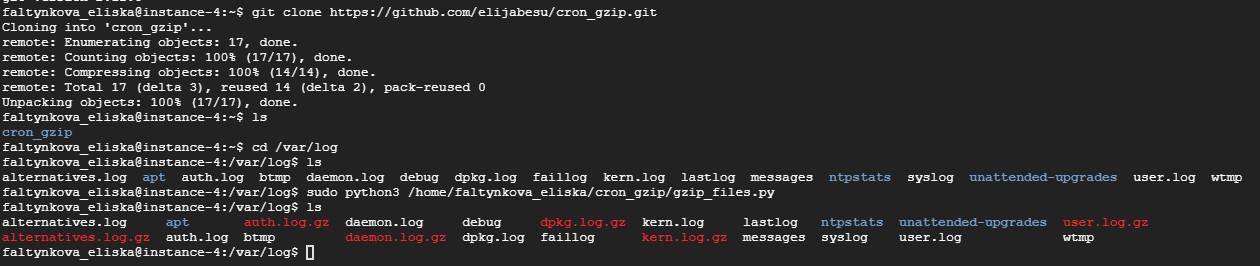 faltynkova_eliska@instance-4:~$ git clone https://github.com/elijabesu/cron_gzip.git
Cloning into 'cron_gzip'...
remote: Enumerating objects: 17, done.
remote: Counting objects: 100% (17/17), done.
remote: Compressing objects: 100% (14/14), done.
remote: Total 17 (delta 3), reused 14 (delta 2), pack-reused 0
Unpacking objects: 100% (17/17), done.
faltynkova_eliska@instance-4:~$ ls
cron_gzip
faltynkova_eliska@instance-4:~$ cd /var/log
faltynkova_eliska@instance-4:/var/log$ ls
alternatives.log  apt  auth.log  btmp  daemon.log  debug  dpkg.log  faillog  kern.log  lastlog  messages  ntpstats  syslog  unattended-upgrades  user.log  wtmp
faltynkova_eliska@instance-4:/var/log$ sudo python3 /home/faltynkova_eliska/cron_gzip/gzip_files.py
faltynkova_eliska@instance-4:/var/log$ ls
alternatives.log     apt       auth.log.gz  daemon.log     debug     dpkg.log.gz  kern.log     lastlog   ntpstats  unattended-upgrades  user.log.gz
alternatives.log.gz  auth.log  btmp         daemon.log.gz  dpkg.log  faillog      kern.log.gz  messages  syslog    user.log             wtmp
faltynkova_eliska@instance-4:/var/log$